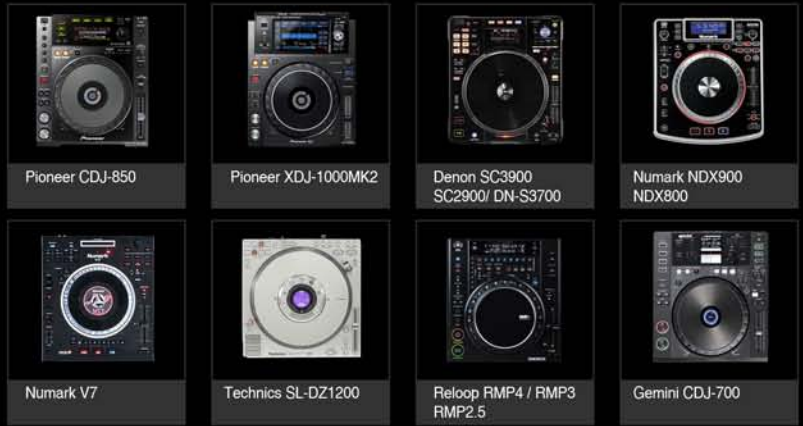 Pioneer CDJ-850
Pioneer XDJ-1000MK2
Denon SC3900
SC2900/ DN-S3700
Numark NDX900
NDX800
Numark V7
Technics SL-DZ1200
Reloop RMP4 / RMP3
RMP2.5
Gemini CDJ-700